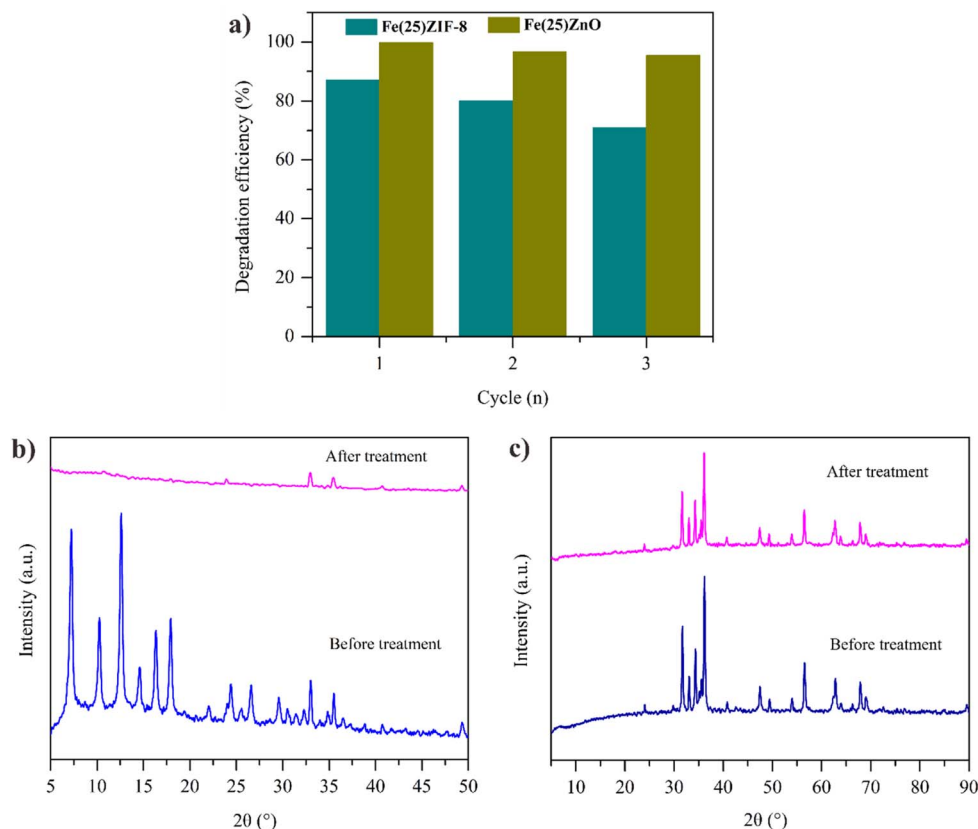 a)
Fe(25)ZIF-8 Fe(25)ZnO
Degradation efficiency (%)
100
80
60
40
20
0
1 2 3
Cycle (n)
b)
After treatment
Before treatment
Intensity (a.u.)
5 10 15 20 25 30 35 40 45 50
2θ (°)
c)
After treatment
Before treatment
Intensity (a.u.)
10 20 30 40 50 60 70 80 90
2θ (°)